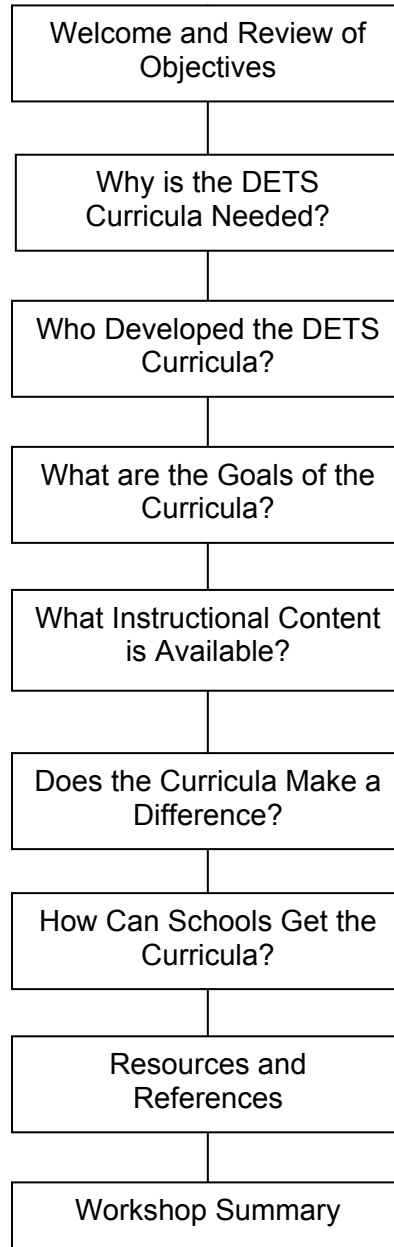 Welcome and Review of
Objectives
Why is the DETS
Curricula Needed?
Who Developed the DETS
Curricula?
What are the Goals of the
Curricula?
What Instructional Content
is Available?
Does the Curricula Make a
Difference?
How Can Schools Get the
Curricula?
Resources and
References
Workshop Summary